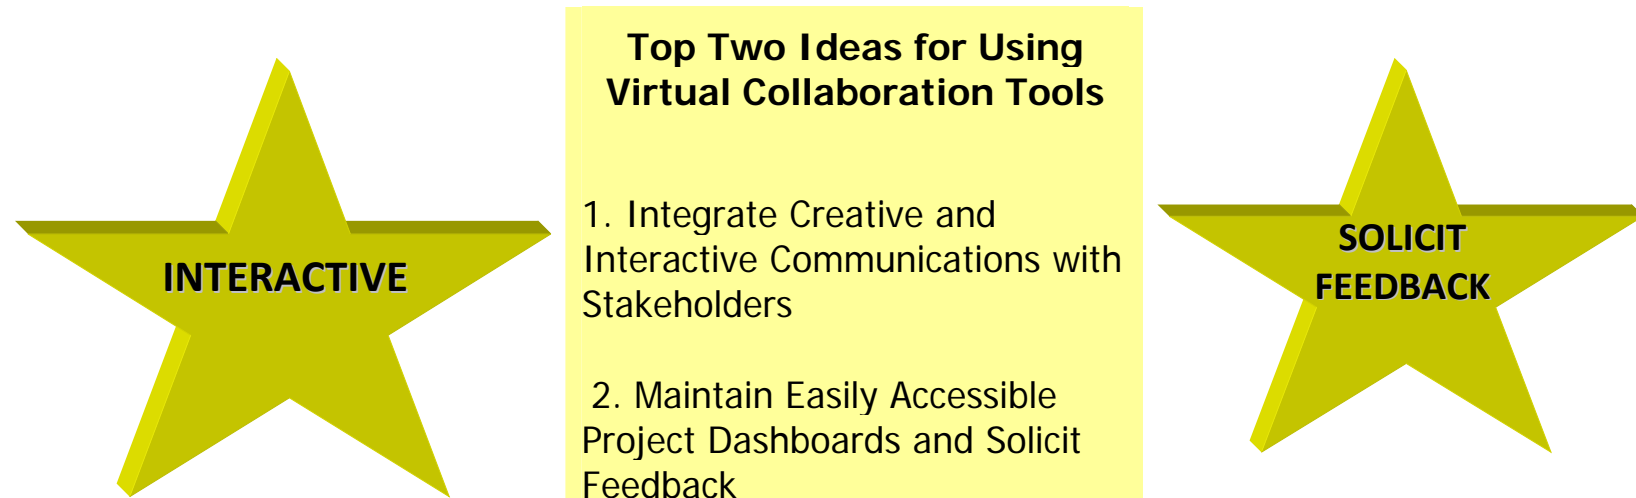 INTERACTIVE
Top Two Ideas for Using
Virtual Collaboration Tools
1. Integrate Creative and
Interactive Communications with
Stakeholders
2. Maintain Easily Accessible
Project Dashboards and Solicit
Feedback
SOLICIT
FEEDBACK